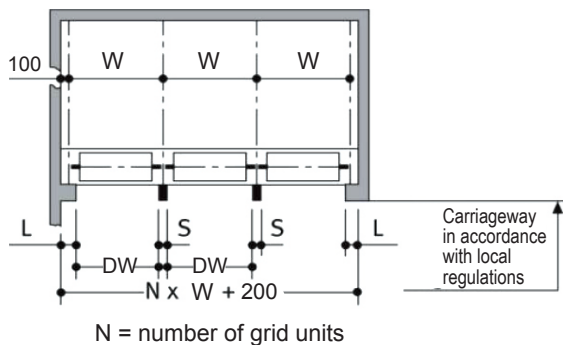 100 W W W
L S S L
DW DW
N x W + 200
Carriageway
in accordance
with local
regulations
N = number of grid units